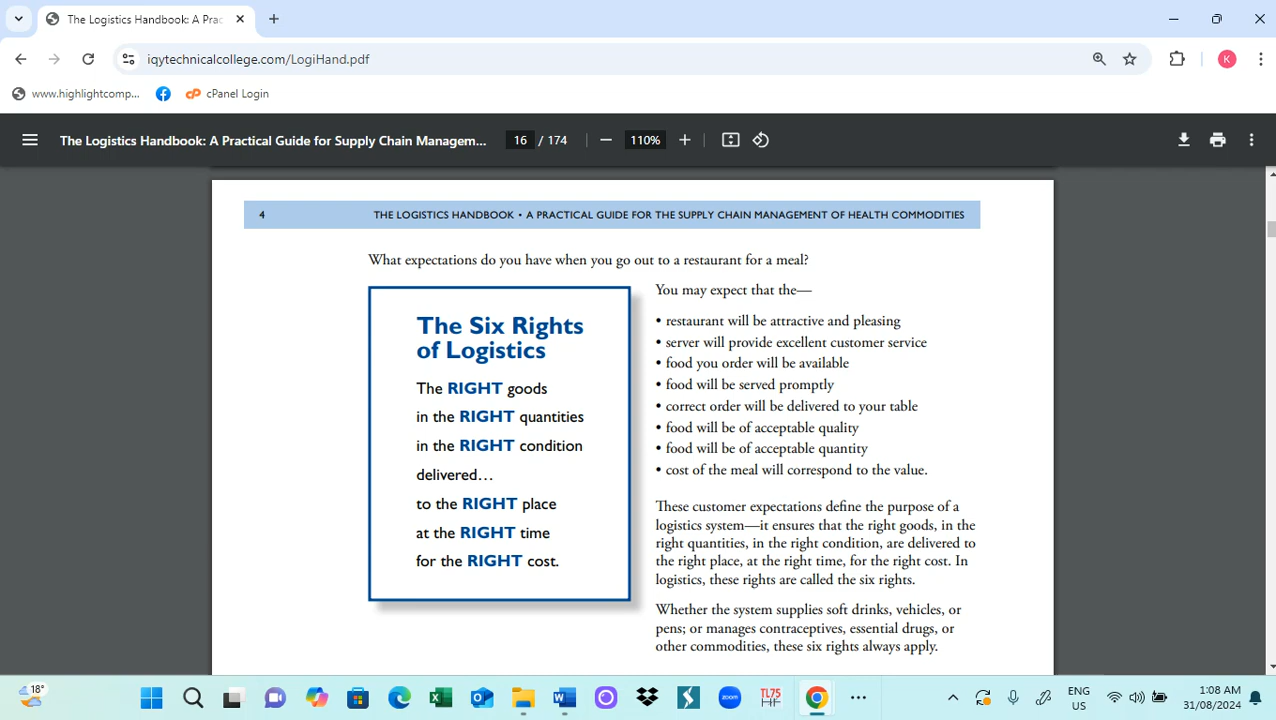 The Logistics Handbook: A Prac
iqytechnicalcollege.com/LogiHand.pdf
K
www.highlightcomp...
cPanel Login
The Logistics Handbook: A Practical Guide for Supply Chain Managem...
16 / 174
110%
4
THE LOGISTICS HANDBOOK • A PRACTICAL GUIDE FOR THE SUPPLY CHAIN MANAGEMENT OF HEALTH COMMODITIES
What expectations do you have when you go out to a restaurant for a meal?
The Six Rights
of Logistics
The RIGHT goods
in the RIGHT quantities
in the RIGHT condition
delivered…
to the RIGHT place
at the RIGHT time
for the RIGHT cost.
You may expect that the—
• restaurant will be attractive and pleasing
• server will provide excellent customer service
• food you order will be available
• food will be served promptly
• correct order will be delivered to your table
• food will be of acceptable quality
• food will be of acceptable quantity
• cost of the meal will correspond to the value.
These customer expectations define the purpose of a
logistics system—it ensures that the right goods, in the
right quantities, in the right condition, are delivered to
the right place, at the right time, for the right cost. In
logistics, these rights are called the six rights.
Whether the system supplies soft drinks, vehicles, or
pens; or manages contraceptives, essential drugs, or
other commodities, these six rights always apply.
18°
zoom
TL75
ENG
US
1:08 AM
31/08/2024